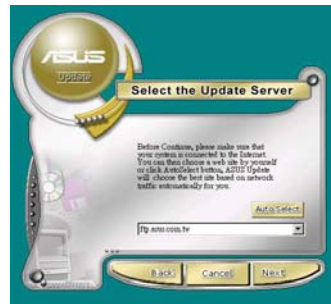 ASUS
Update
Select the Update Server
Before Continue, please make sure that
your system is connected to the Internet.
You can then choose a web site by yourself
or click AutoSelect button, ASUS Update
will choose the best site based on network
traffic automatically for you.
Auto Select
ftp.asus.com.tw
Back
Cancel
Next